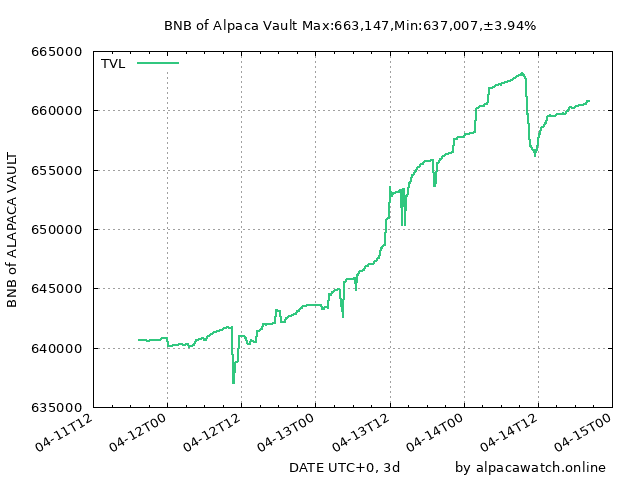 BNB of Alpaca Vault Max:663,147,Min:637,007,±3.94%
TVL
BNB of ALAPACA VAULT
665000
660000
655000
650000
645000
640000
635000
04-11T12
04-12T00
04-12T12
04-13T00
04-13T12
04-14T00
04-14T12
04-15T00
DATE UTC+0, 3d
by alpacawatch.online